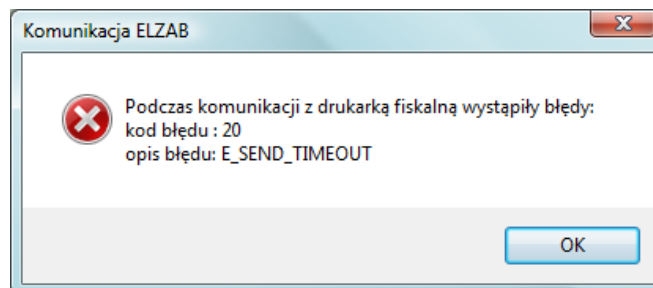 Komunikacja ELZAB
Podczas komunikacji z drukarką fiskalną wystąpiły błędy:
kod błędu : 20
opis błędu: E_SEND_TIMEOUT
OK